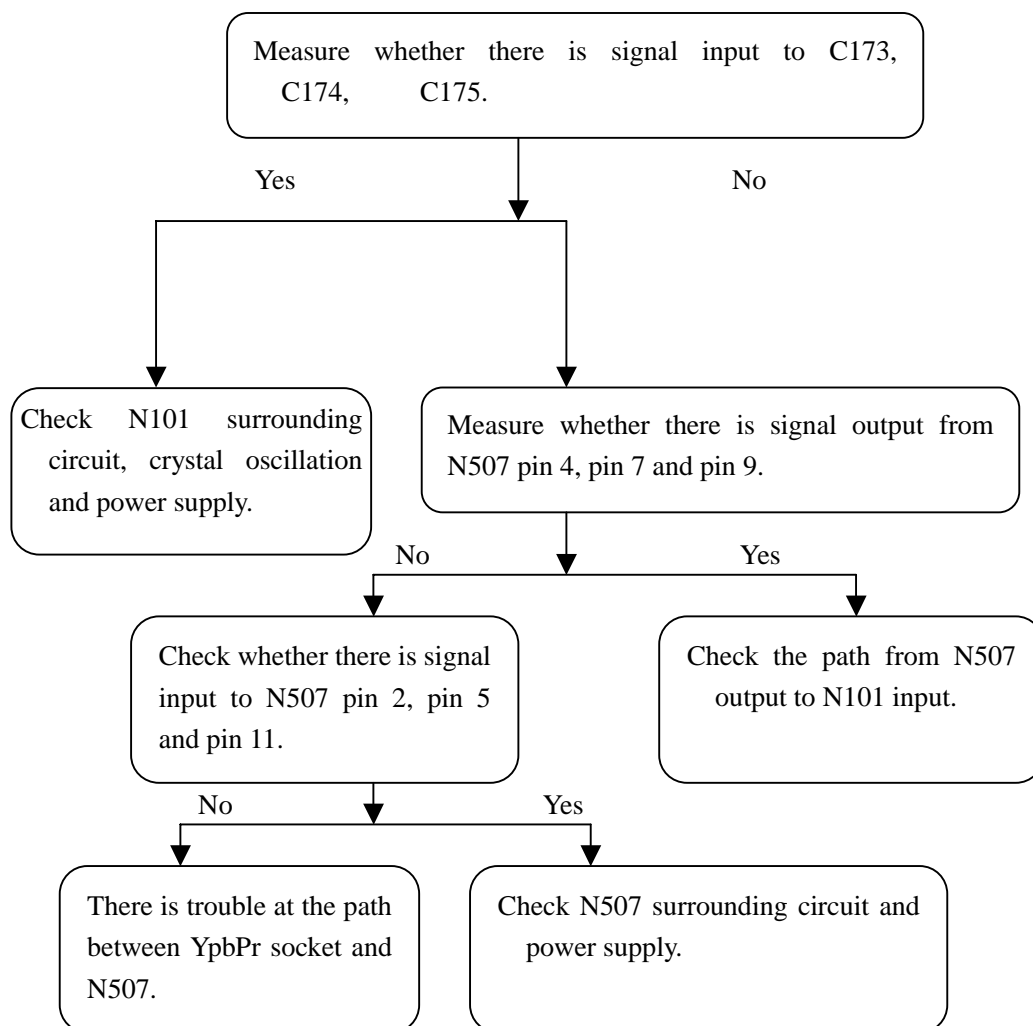 Measure whether there is signal input to C173,
C174, C175.
Yes
No
Check N101 surrounding
circuit, crystal oscillation
and power supply.
Measure whether there is signal output from
N507 pin 4, pin 7 and pin 9.
No
Yes
Check whether there is signal
input to N507 pin 2, pin 5
and pin 11.
Check the path from N507
output to N101 input.
No
Yes
There is trouble at the path
between YpbPr socket and
N507.
Check N507 surrounding circuit and
power supply.